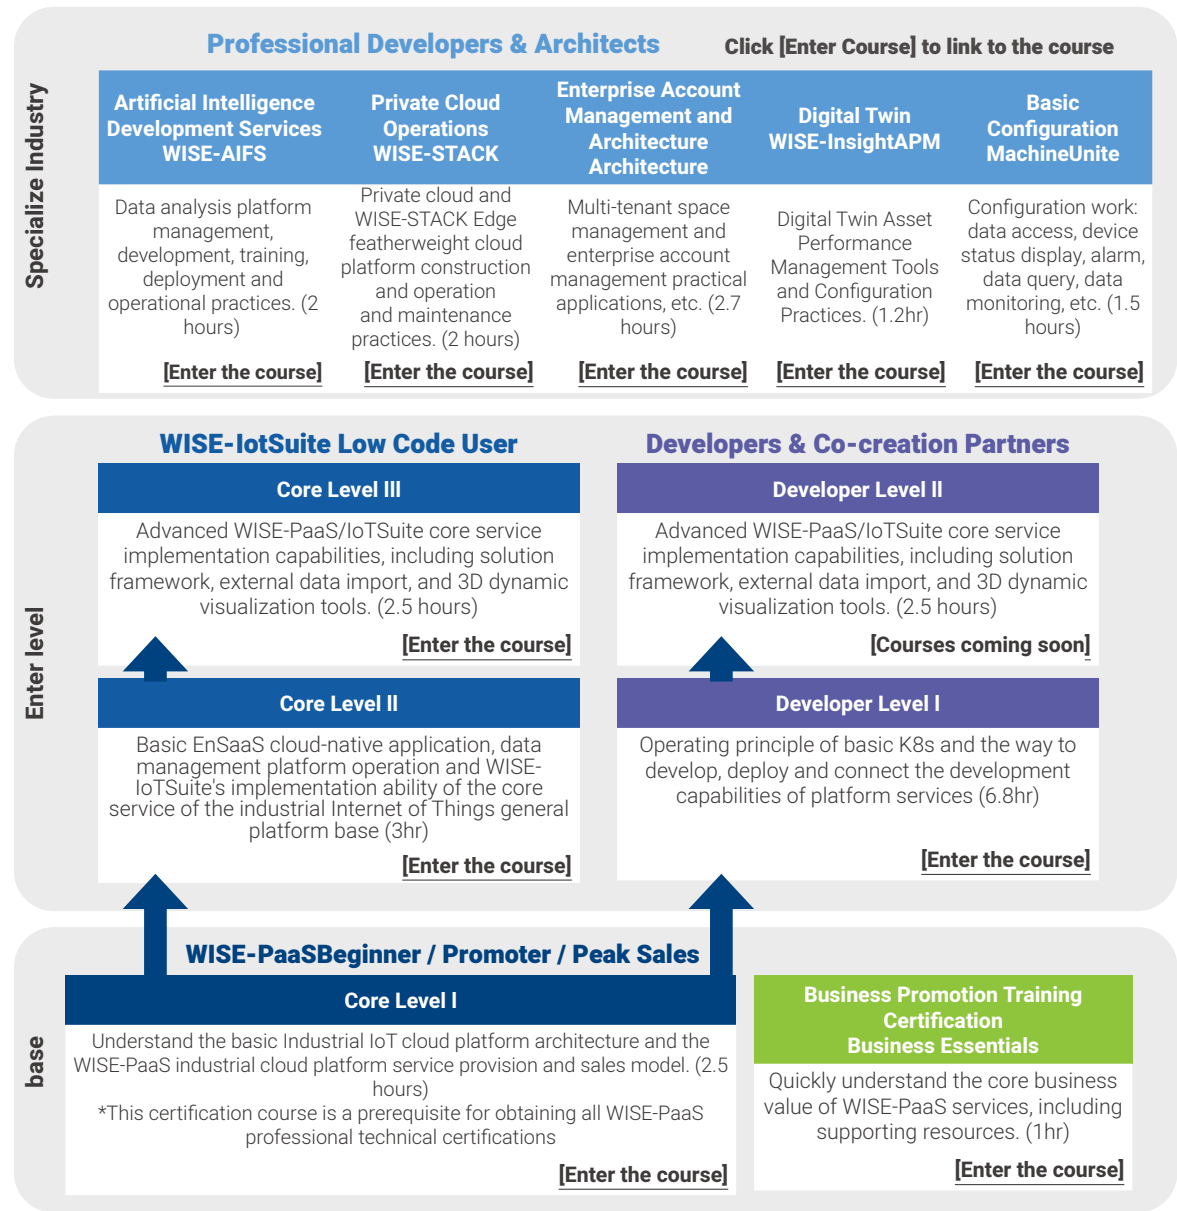 Professional Developers & Architects
Click [Enter Course] to link to the course
Specialize Industry
Artificial Intelligence
Development Services
WISE-AIFS
Data analysis platform
management,
development, training,
deployment and
operational practices. (2
hours)
[Enter the course]
Private Cloud
Operations
WISE-STACK
Private cloud and
WISE-STACK Edge
featherweight cloud
platform construction
and operation
and maintenance
practices. (2 hours)
[Enter the course]
Enterprise Account
Management and
Architecture
Architecture
Multi-tenant space
management and
enterprise account
management practical
applications, etc. (2.7
hours)
[Enter the course]
Digital Twin
WISE-InsightAPM
Digital Twin Asset
Performance
Management Tools
and Configuration
Practices. (1.2hr)
[Enter the course]
Basic
Configuration
MachineUnite
Configuration work:
data access, device
status display, alarm,
data query, data
monitoring, etc. (1.5
hours)
[Enter the course]
Enter level
WISE-IotSuite Low Code User
Core Level lll
Advanced WISE-PaaS/IoTSuite core service
implementation capabilities, including solution
framework, external data import, and 3D dynamic
visualization tools. (2.5 hours)
[Enter the course]
Core Level ll
Basic EnSaaS cloud-native application, data
management platform operation and WISE-
IoTSuite's implementation ability of the core
service of the industrial Internet of Things general
platform base (3hr)
[Enter the course]
Developers & Co-creation Partners
Developer Level ll
Advanced WISE-PaaS/IoTSuite core service
implementation capabilities, including solution
framework, external data import, and 3D dynamic
visualization tools. (2.5 hours)
[Courses coming soon]
Developer Level l
Operating principle of basic K8s and the way to
develop, deploy and connect the development
capabilities of platform services (6.8hr)
[Enter the course]
base
WISE-PaaSBeginner / Promoter / Peak Sales
Core Level l
Understand the basic Industrial IoT cloud platform architecture and the
WISE-PaaS industrial cloud platform service provision and sales model. (2.5
hours)
*This certification course is a prerequisite for obtaining all WISE-PaaS
professional technical certifications
[Enter the course]
Business Promotion Training
Certification
Business Essentials
Quickly understand the core business
value of WISE-PaaS services, including
supporting resources. (1hr)
[Enter the course]